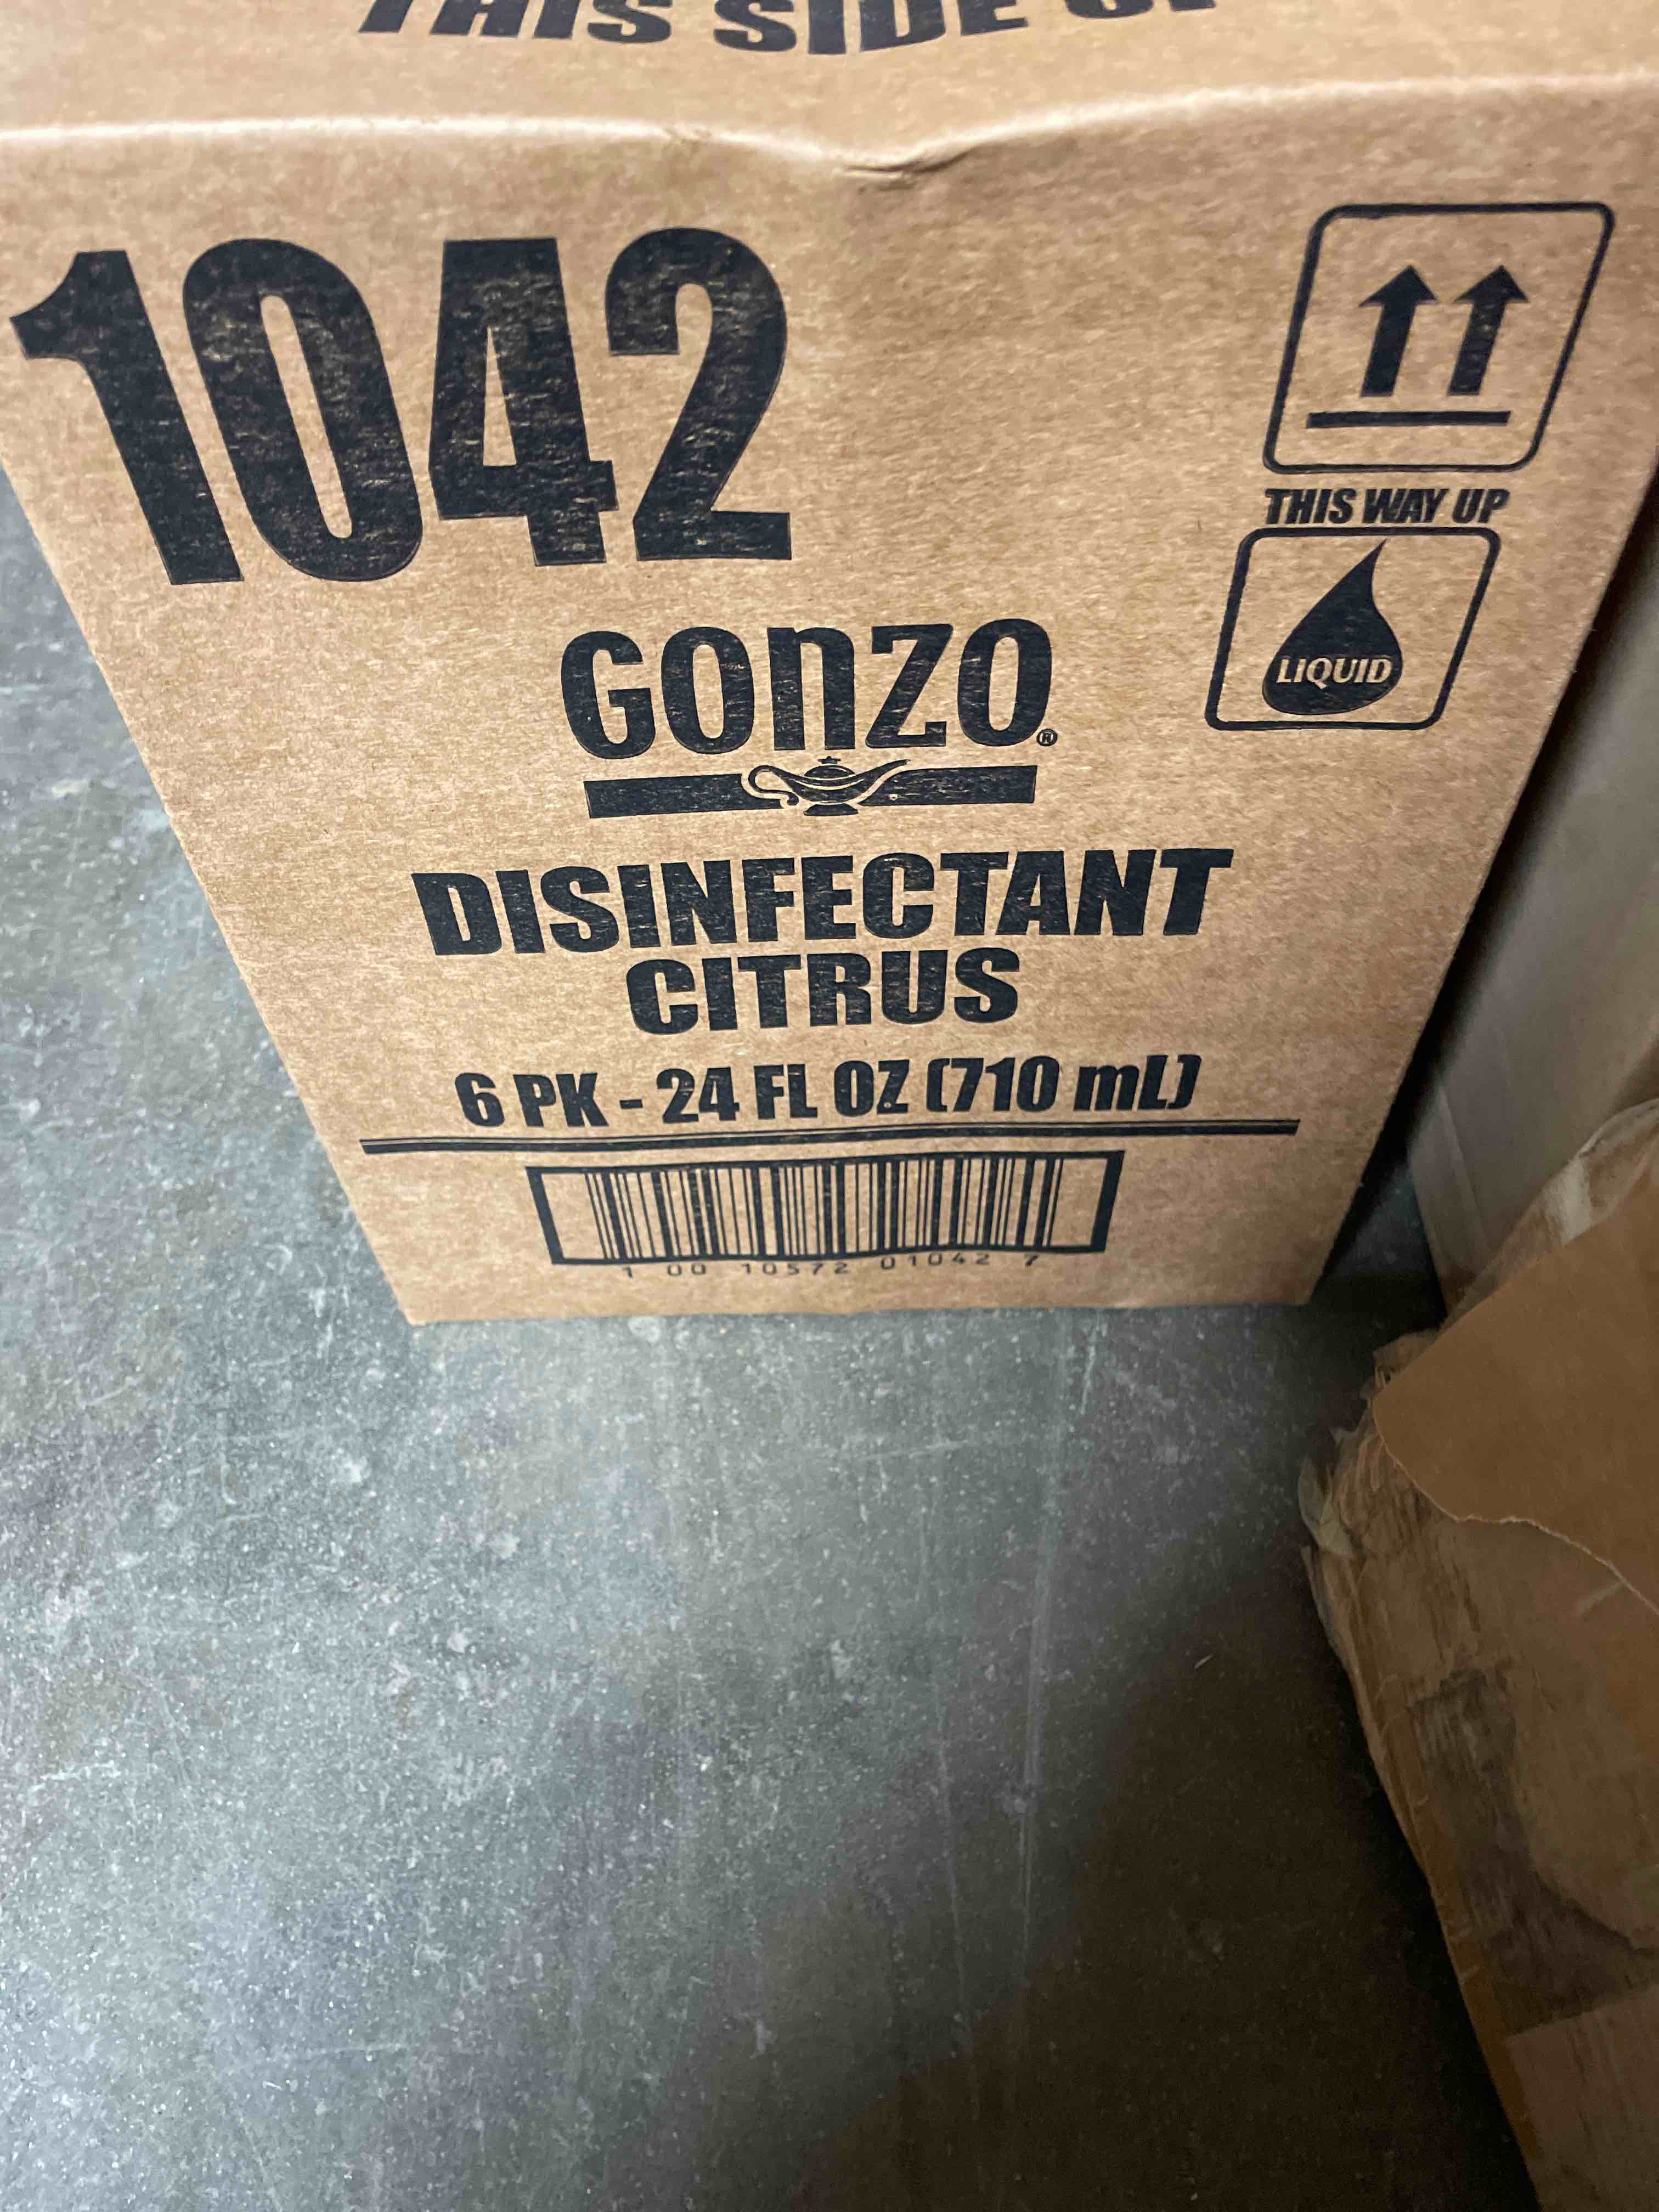 THIS SIDE UP
1042
THIS WAY UP
LIQUID
GONZO®
DISINFECTANT
CITRUS
6 PK - 24 FL OZ (710 mL)
1 00 10572 01042 7